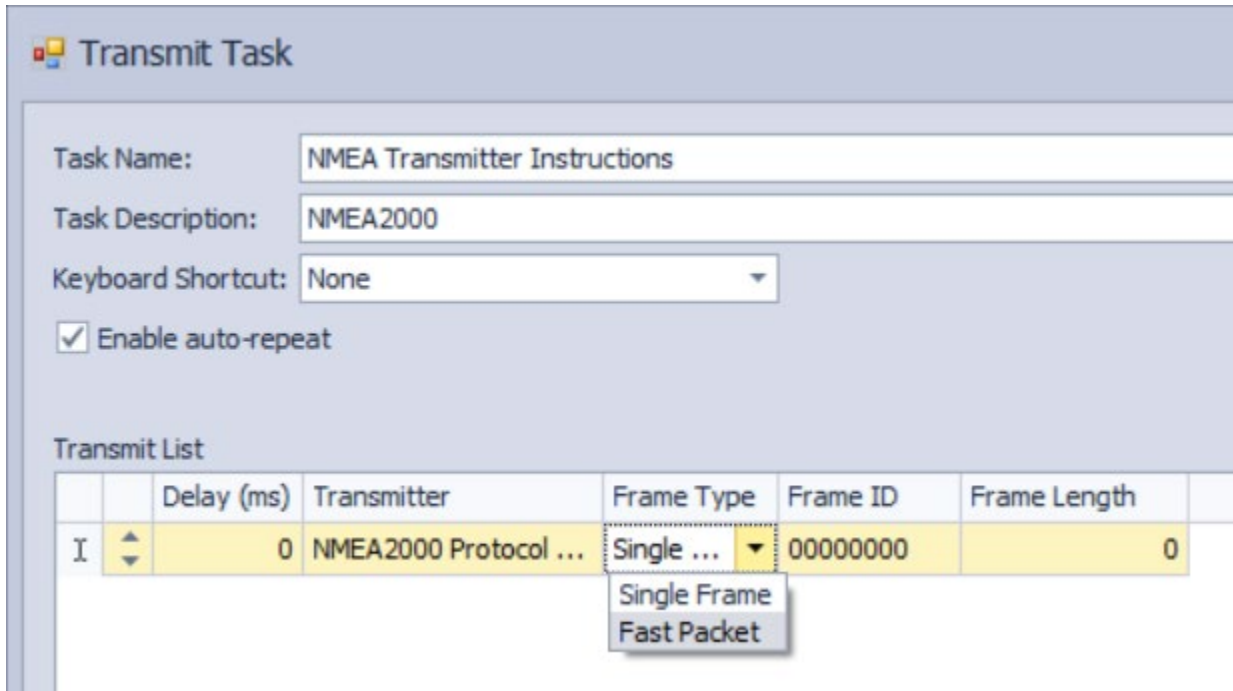 Transmit Task
Task Name: NMEA Transmitter Instructions
Task Description: NMEA2000
Keyboard Shortcut: None
Enable auto-repeat
Transmit List
Delay (ms) Transmitter Frame Type Frame ID Frame Length
0 NMEA2000 Protocol ... Single ... 00000000 0
Single Frame
Fast Packet